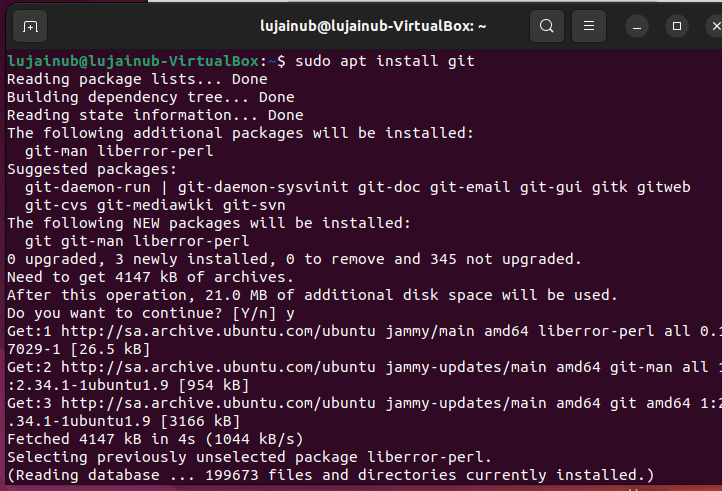 lujainub@lujainub-VirtualBox: ~
lujainub@lujainub-VirtualBox:~$ sudo apt install git
Reading package lists... Done
Building dependency tree... Done
Reading state information... Done
The following additional packages will be installed:
  git-man liberror-perl
Suggested packages:
  git-daemon-run | git-daemon-sysvinit git-doc git-email git-gui gitk gitweb
  git-cvs git-mediawiki git-svn
The following NEW packages will be installed:
  git git-man liberror-perl
0 upgraded, 3 newly installed, 0 to remove and 345 not upgraded.
Need to get 4147 kB of archives.
After this operation, 21.0 MB of additional disk space will be used.
Do you want to continue? [Y/n] y
Get:1 http://sa.archive.ubuntu.com/ubuntu jammy/main amd64 liberror-perl all 0.1
7029-1 [26.5 kB]
Get:2 http://sa.archive.ubuntu.com/ubuntu jammy-updates/main amd64 git-man all 1
:2.34.1-1ubuntu1.9 [954 kB]
Get:3 http://sa.archive.ubuntu.com/ubuntu jammy-updates/main amd64 git amd64 1:2
.34.1-1ubuntu1.9 [3166 kB]
Fetched 4147 kB in 4s (1044 kB/s)
Selecting previously unselected package liberror-perl.
(Reading database ... 199673 files and directories currently installed.)